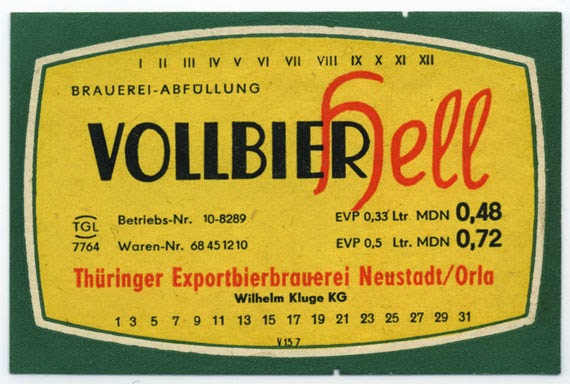 I II III IV V VI VII VIII IX X XI XII
BRAUEREI-ABFÜLLUNG
VOLLBIER Hell
TGL
7764
Betriebs-Nr. 10-8289
Waren-Nr. 68 45 12 10
EVP 0,33 Ltr. MDN 0,48
EVP 0,5 Ltr. MDN 0,72
Thüringer Exportbierbrauerei Neustadt/Orla
Wilhelm Kluge KG
1 3 5 7 9 11 13 15 17 19 21 23 25 27 29 31
V 15 7